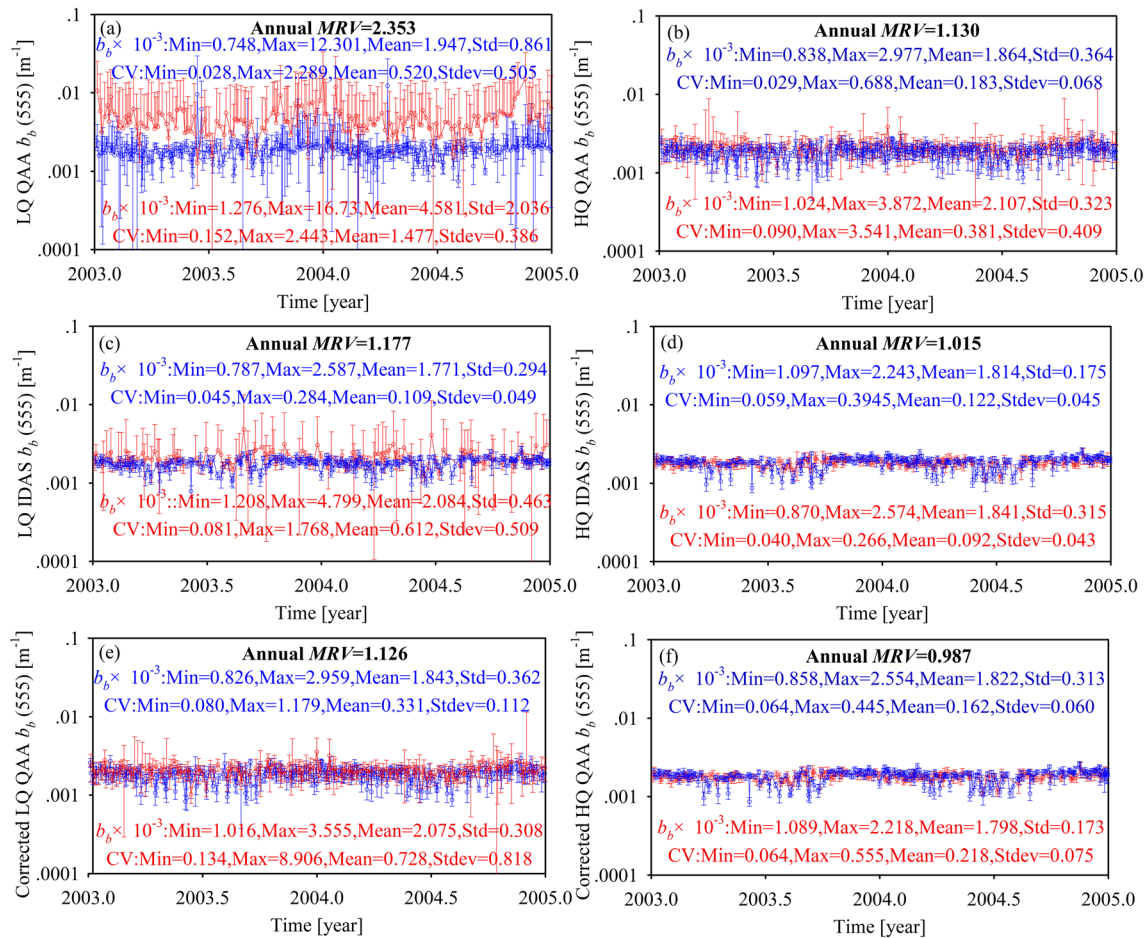 (a) Annual MRV=2.353
b_b× 10^-3:Min=0.748,Max=12.301,Mean=1.947,Std=0.861
CV:Min=0.028,Max=2.289,Mean=0.520,Stdev=0.505
b_b× 10^-3:Min=1.276,Max=16.73,Mean=4.581,Std=2.036
CV:Min=0.152,Max=2.443,Mean=1.477,Stdev=0.386
LQ QAA b_b (555) [m^-1]
.1
.01
.001
.0001
2003.0 2003.5 2004.0 2004.5 2005.0
Time [year]
(b) Annual MRV=1.130
b_b× 10^-3:Min=0.838,Max=2.977,Mean=1.864,Std=0.364
CV:Min=0.029,Max=0.688,Mean=0.183,Stdev=0.068
b_b× 10^-3:Min=1.024,Max=3.872,Mean=2.107,Std=0.323
CV:Min=0.090,Max=3.541,Mean=0.381,Stdev=0.409
HQ QAA b_b (555) [m^-1]
.1
.01
.001
.0001
2003.0 2003.5 2004.0 2004.5 2005.0
Time [year]
(c) Annual MRV=1.177
b_b× 10^-3:Min=0.787,Max=2.587,Mean=1.771,Std=0.294
CV:Min=0.045,Max=0.284,Mean=0.109,Stdev=0.049
b_b× 10^-3::Min=1.208,Max=4.799,Mean=2.084,Std=0.463
CV:Min=0.081,Max=1.768,Mean=0.612,Stdev=0.509
LQ IDAS b_b (555) [m^-1]
.1
.01
.001
.0001
2003.0 2003.5 2004.0 2004.5 2005.0
Time [year]
(d) Annual MRV=1.015
b_b× 10^-3:Min=1.097,Max=2.243,Mean=1.814,Std=0.175
CV:Min=0.059,Max=0.3945,Mean=0.122,Stdev=0.045
b_b× 10^-3:Min=0.870,Max=2.574,Mean=1.841,Std=0.315
CV:Min=0.040,Max=0.266,Mean=0.092,Stdev=0.043
HQ IDAS b_b (555) [m^-1]
.1
.01
.001
.0001
2003.0 2003.5 2004.0 2004.5 2005.0
Time [year]
(e) Annual MRV=1.126
b_b× 10^-3:Min=0.826,Max=2.959,Mean=1.843,Std=0.362
CV:Min=0.080,Max=1.179,Mean=0.331,Stdev=0.112
b_b× 10^-3:Min=1.016,Max=3.555,Mean=2.075,Std=0.308
CV:Min=0.134,Max=8.906,Mean=0.728,Stdev=0.818
Corrected LQ QAA b_b (555) [m^-1]
.1
.01
.001
.0001
2003.0 2003.5 2004.0 2004.5 2005.0
Time [year]
(f) Annual MRV=0.987
b_b× 10^-3:Min=0.858,Max=2.554,Mean=1.822,Std=0.313
CV:Min=0.064,Max=0.445,Mean=0.162,Stdev=0.060
b_b× 10^-3:Min=1.089,Max=2.218,Mean=1.798,Std=0.173
CV:Min=0.064,Max=0.555,Mean=0.218,Stdev=0.075
Corrected HQ QAA b_b (555) [m^-1]
.1
.01
.001
.0001
2003.0 2003.5 2004.0 2004.5 2005.0
Time [year]